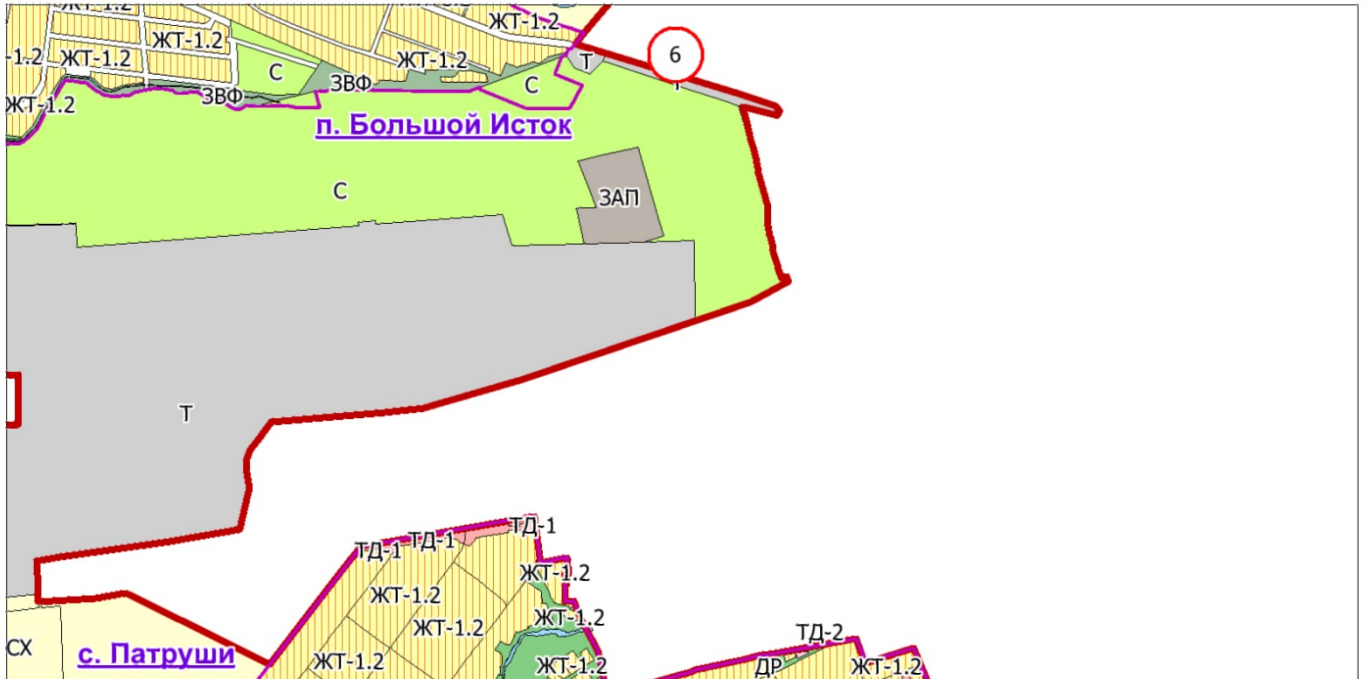 ЖТ-1.2
ЖТ-1.2
-1.2
ЖТ-1.2
ЖТ-1.2
ЖТ-1.2
6
С
ЗВФ
С
Т
ЗВФ
ЖТ-1.2
п. Большой Исток
С
ЗАП
Т
ТД-1
ТД-1
ТД-1
ЖТ-1.2
ЖТ-1.2
ЖТ-1.2
ЖТ-1.2
ТД-2
СХ
с. Патруши
ЖТ-1.2
ЖТ-1.2
ДР
ЖТ-1.2